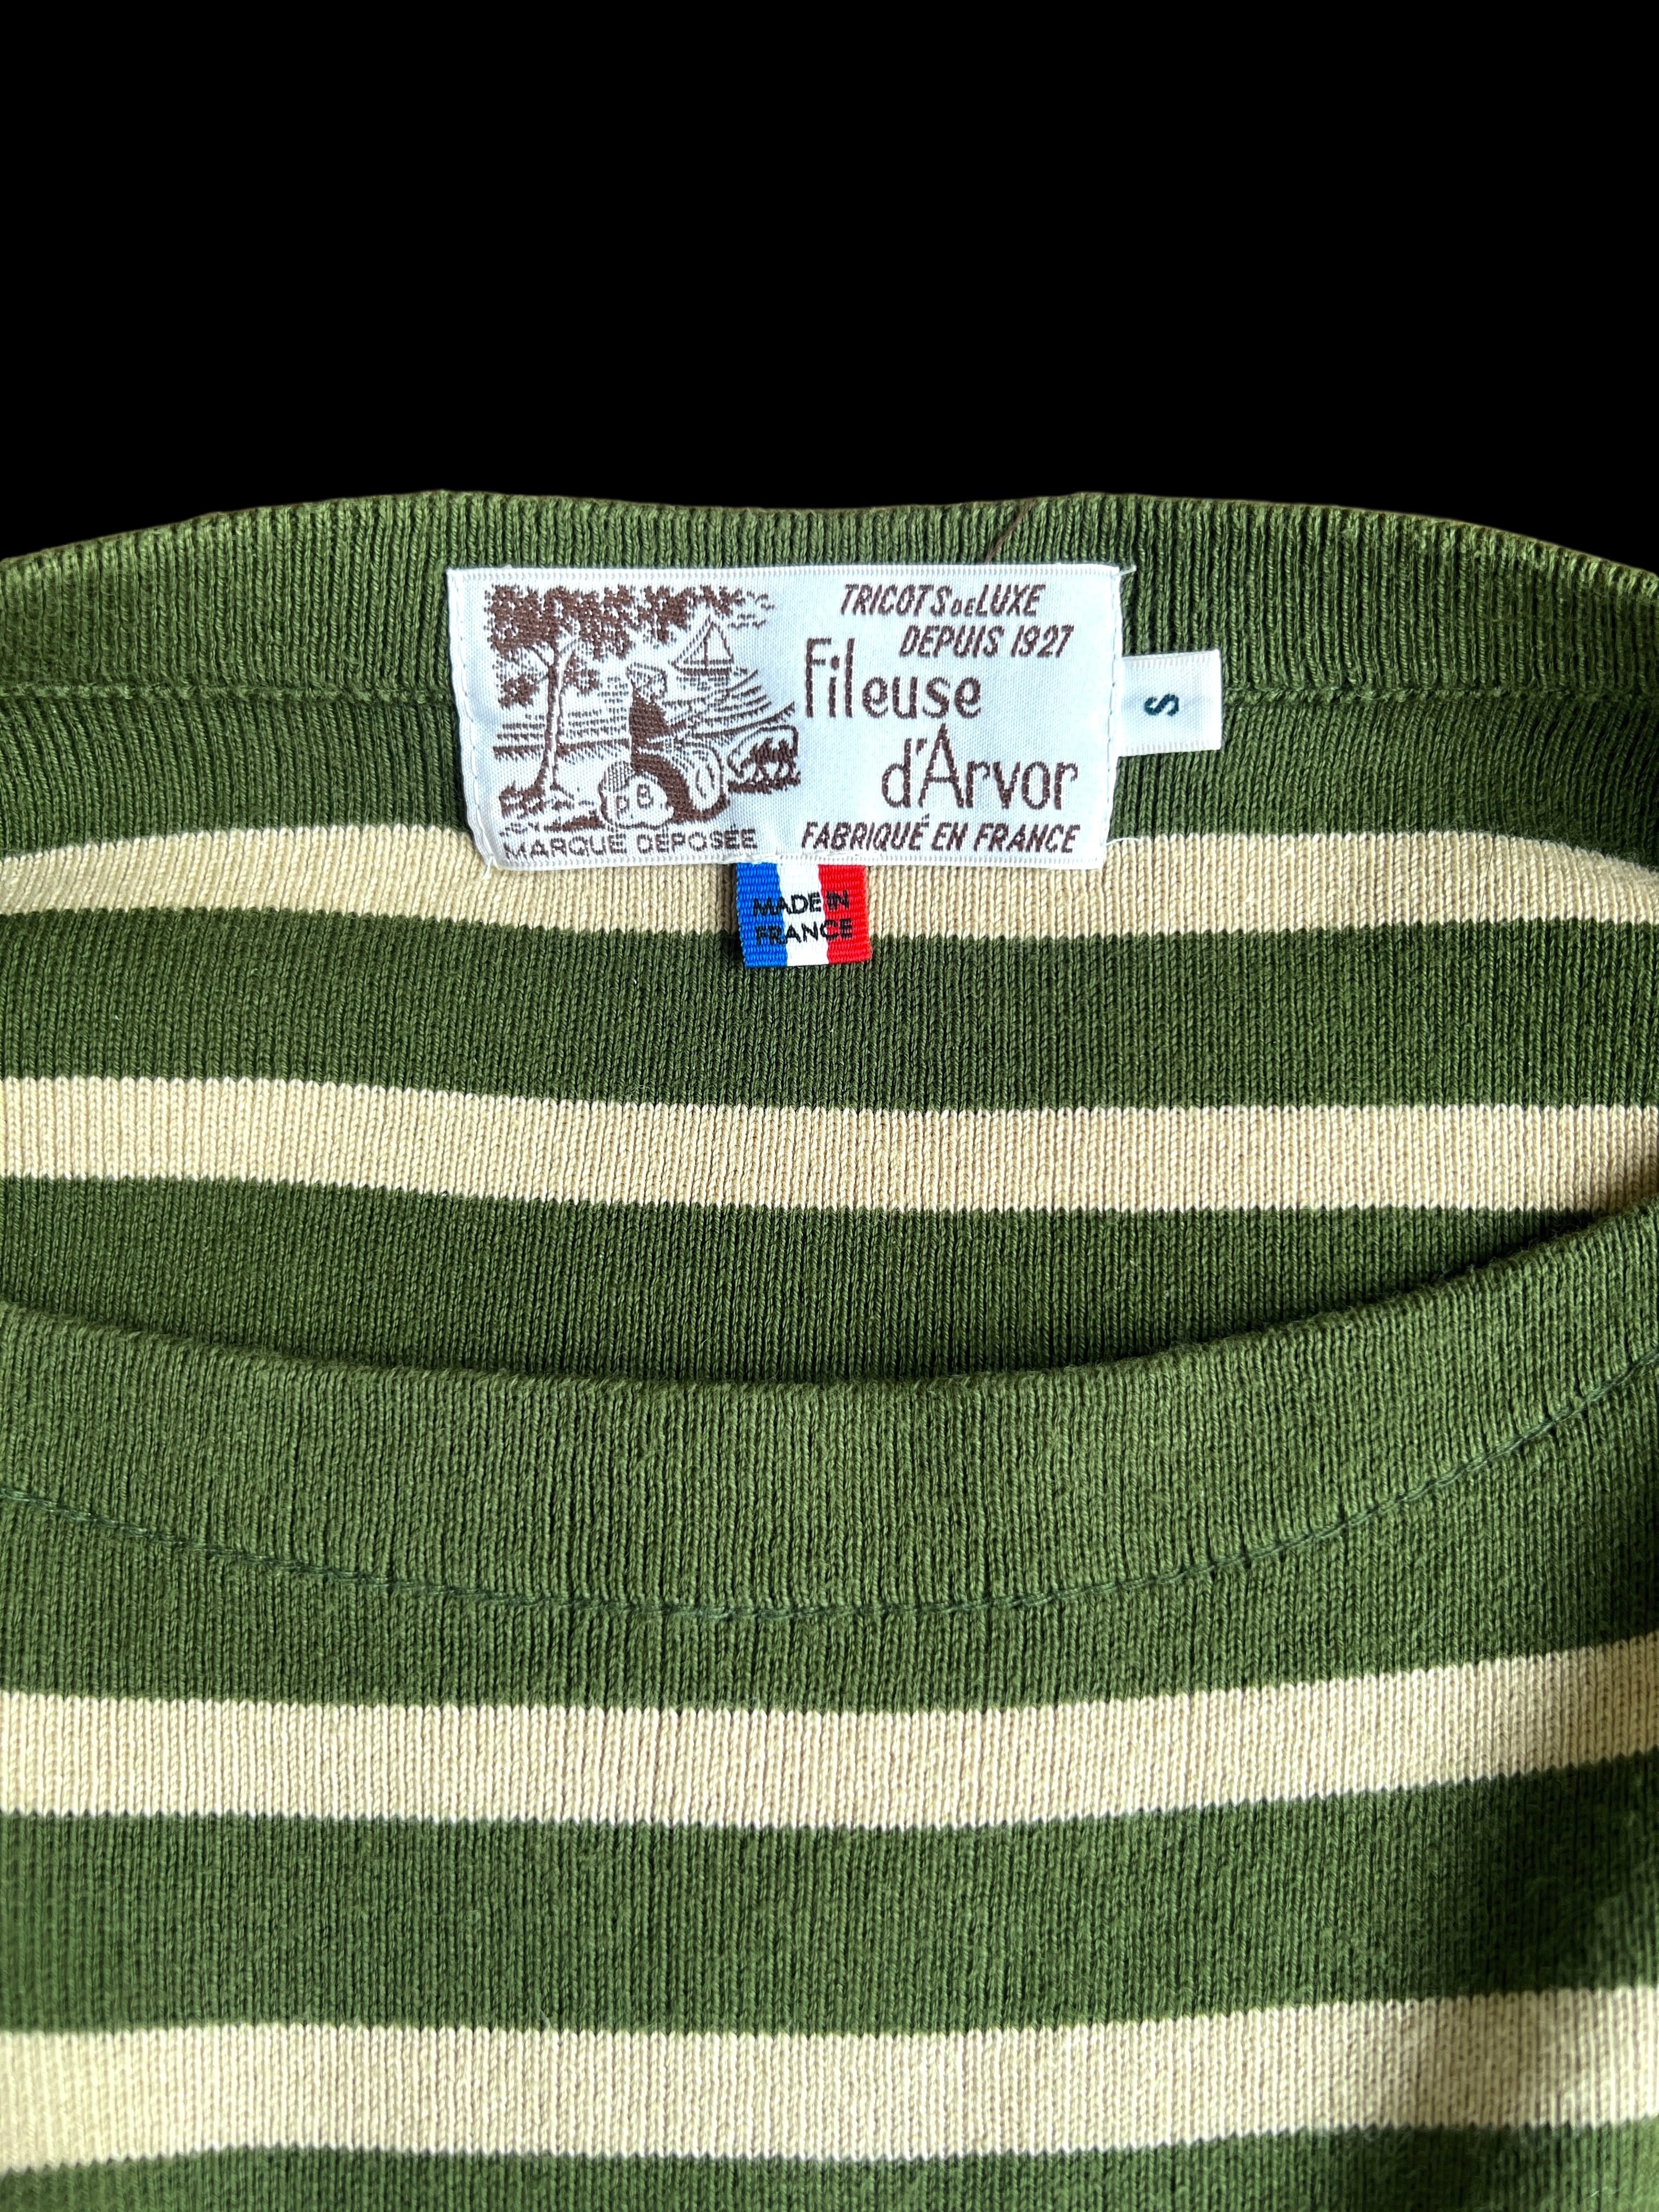 TRICOTS DE LUXE
DEPUIS 1927
Fileuse
d'Arvor
FABRIQUÉ EN FRANCE
MARQUE DÉPOSÉE
P B
S
MADE IN
FRANCE